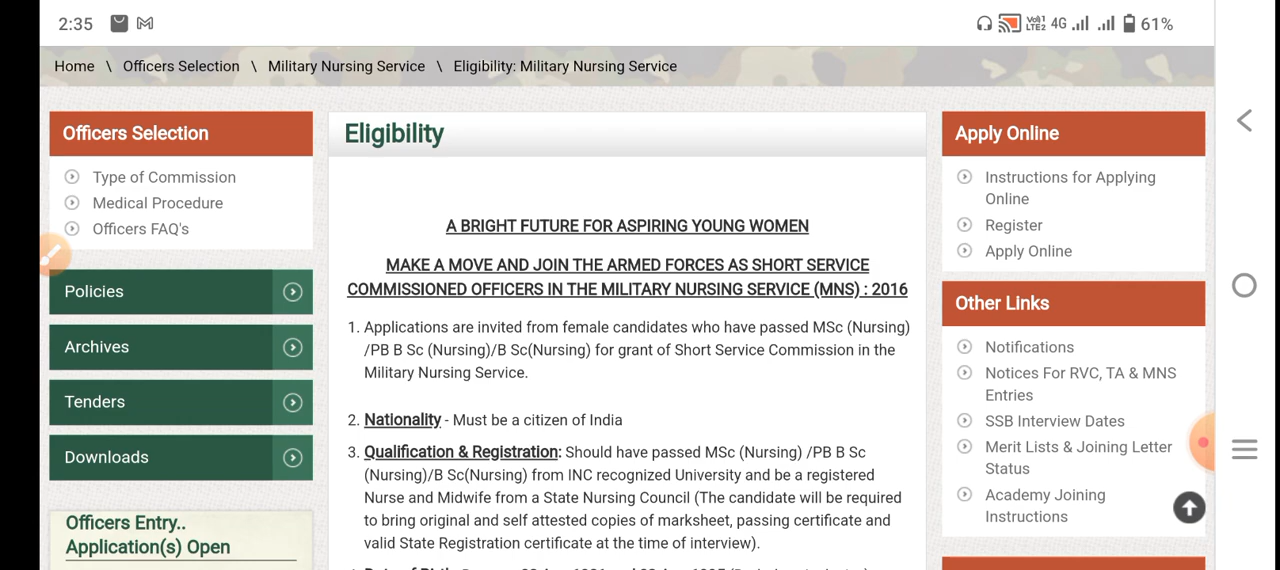 2:35
Vo)) 1
LTE2
4G
61%
Home \ Officers Selection \ Military Nursing Service \ Eligibility: Military Nursing Service
Officers Selection
Type of Commission
Medical Procedure
Officers FAQ's
Policies
Archives
Tenders
Downloads
Officers Entry..
Application(s) Open
Eligibility
A BRIGHT FUTURE FOR ASPIRING YOUNG WOMEN
MAKE A MOVE AND JOIN THE ARMED FORCES AS SHORT SERVICE
COMMISSIONED OFFICERS IN THE MILITARY NURSING SERVICE (MNS) : 2016
1. Applications are invited from female candidates who have passed MSc (Nursing)
/PB B Sc (Nursing)/B Sc(Nursing) for grant of Short Service Commission in the
Military Nursing Service.
2. Nationality - Must be a citizen of India
3. Qualification & Registration: Should have passed MSc (Nursing) /PB B Sc
(Nursing)/B Sc(Nursing) from INC recognized University and be a registered
Nurse and Midwife from a State Nursing Council (The candidate will be required
to bring original and self attested copies of marksheet, passing certificate and
valid State Registration certificate at the time of interview).
Apply Online
Instructions for Applying
Online
Register
Apply Online
Other Links
Notifications
Notices For RVC, TA & MNS
Entries
SSB Interview Dates
Merit Lists & Joining Letter
Status
Academy Joining
Instructions